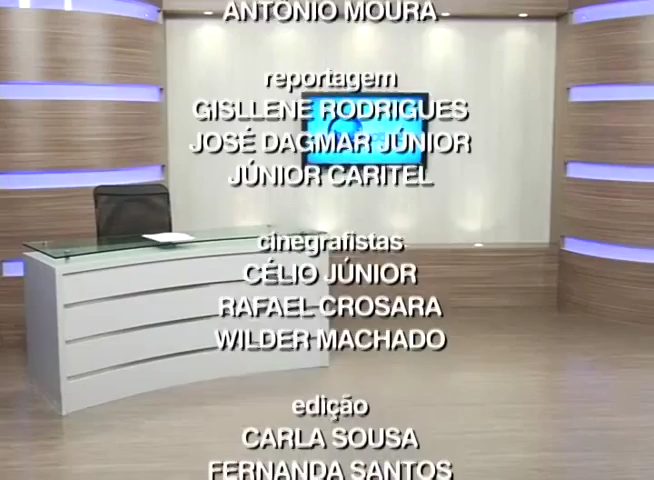 ANTÔNIO MOURA
reportagem
GISLLENE RODRIGUES
JOSÉ DAGMAR JÚNIOR
JÚNIOR CARITEL
cinegrafistas
CÉLIO JÚNIOR
RAFAEL CROSARA
WILDER MACHADO
edição
CARLA SOUSA
FERNANDA SANTOS